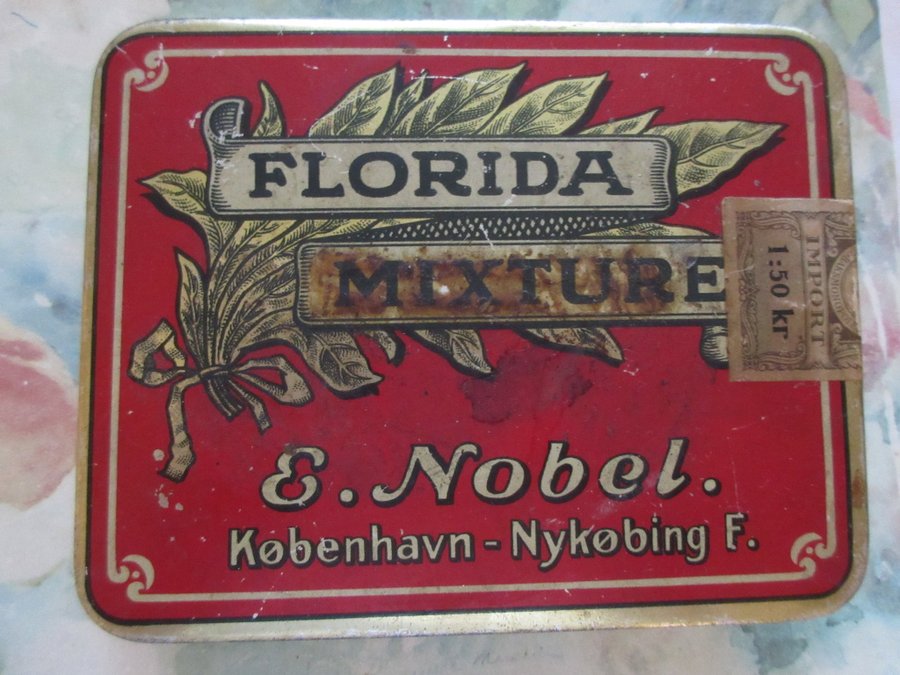 FLORIDA
MIXTURE
IMPORT
1:50 kr
E. Nobel.
København - Nykøbing F.